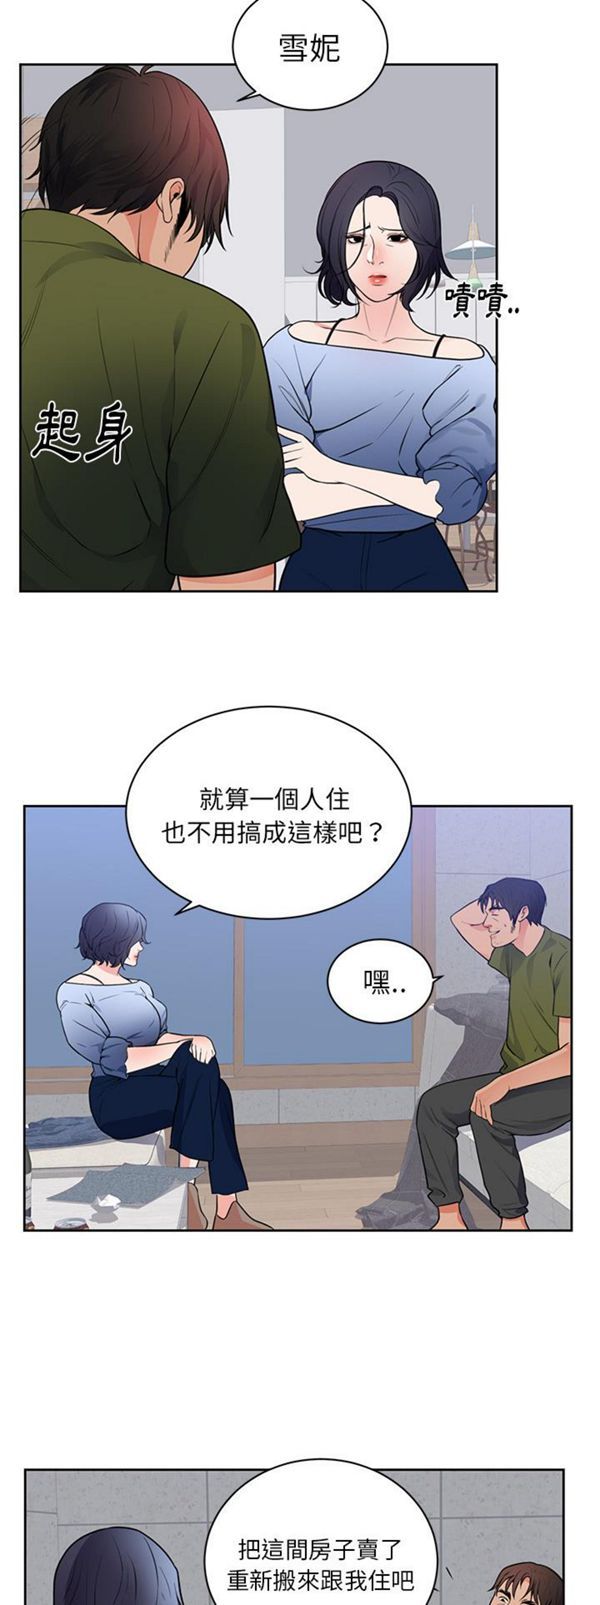 雪妮
嘖嘖..
起身
就算一個人住
也不用搞成這樣吧？
嘿..
把這間房子賣了
重新搬來跟我住吧